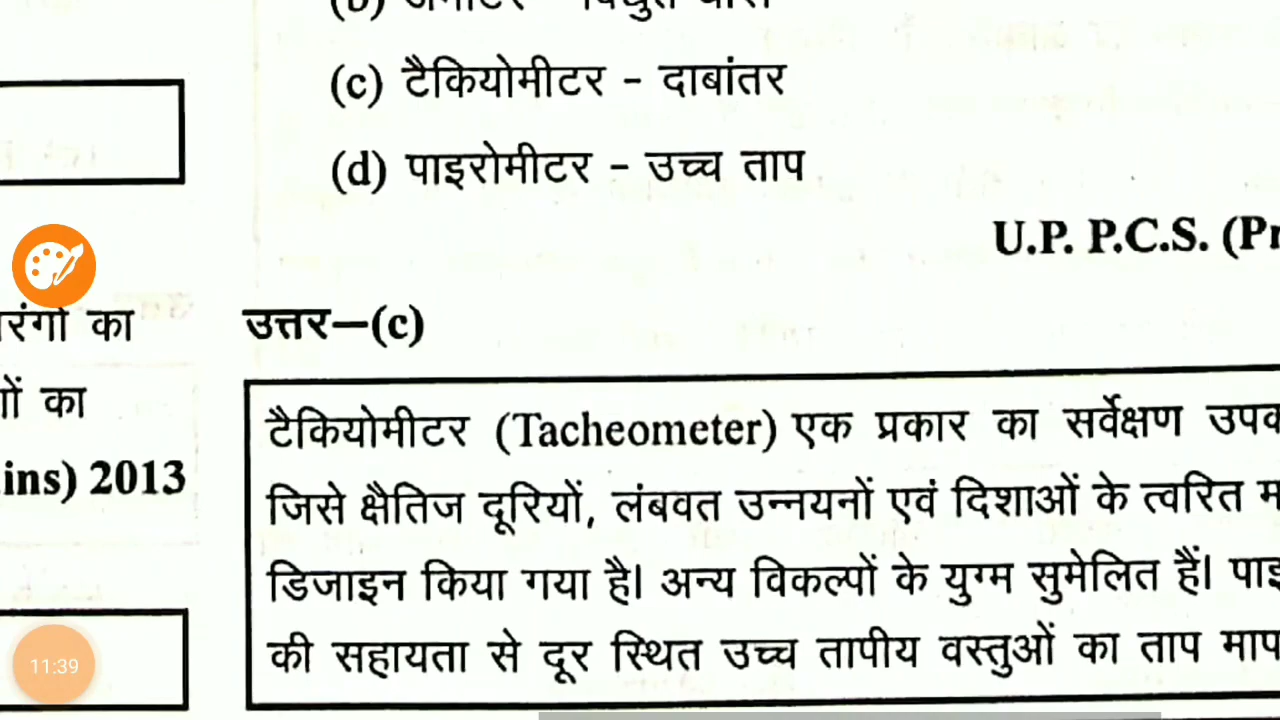 (c) टैकियोमीटर - दाबांतर
(d) पाइरोमीटर - उच्च ताप
U.P. P.C.S.
उत्तर–(c)
टैकियोमीटर (Tacheometer) एक प्रकार का सर्वेक्षण
जिसे क्षैतिज दूरियों, लंबवत उन्नयनों एवं दिशाओं के त्वरित
डिजाइन किया गया है। अन्य विकल्पों के युग्म सुमेलित हैं।
की सहायता से दूर स्थित उच्च तापीय वस्तुओं का ताप
का
का
2013
11:39